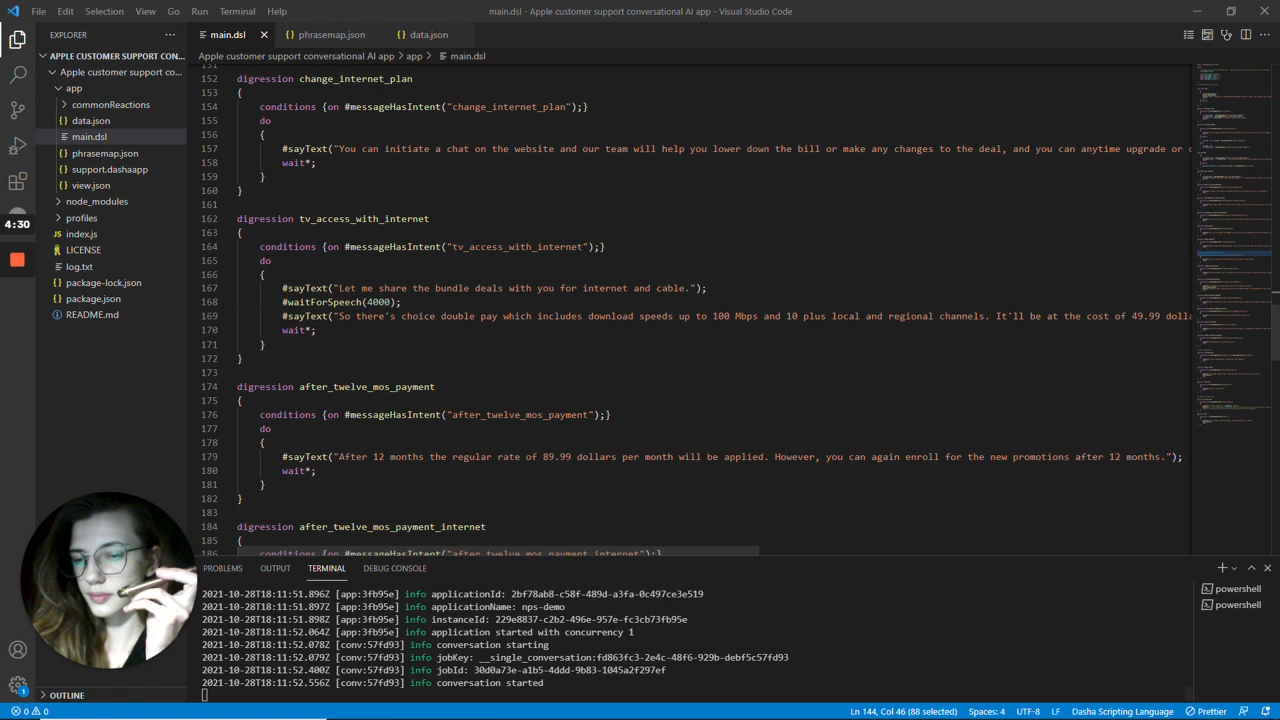 File Edit Selection View Go Run Terminal Help
main.dsl - Apple customer support conversational AI app - Visual Studio Code
EXPLORER
APPLE CUSTOMER SUPPORT CON...
Apple customer support co...
app
commonReactions
data.json
main.dsl
phrasemap.json
support.dashaapp
view.json
node_modules
profiles
index.js
LICENSE
log.txt
package-lock.json
package.json
README.md
OUTLINE
4:30
main.dsl phrasemap.json data.json
Apple customer support conversational AI app > app > main.dsl
151
152 digression change_internet_plan
153 {
154 conditions {on #messageHasIntent("change_internet_plan");}
155 do
156 {
157 #sayText("You can initiate a chat on the website and our team will help you lower down the bill or make any changes to the deal, and you can anytime upgrade or
158 wait*;
159 }
160 }
161
162 digression tv_access_with_internet
163 {
164 conditions {on #messageHasIntent("tv_access_with_internet");}
165 do
166 {
167 #sayText("Let me share the bundle deals with you for internet and cable.");
168 #waitForSpeech(4000);
169 #sayText("So there's choice double pay which includes download speeds up to 100 Mbps and 10 plus local and regional channels. It'll be at the cost of 49.99 dolla
170 wait*;
171 }
172 }
173
174 digression after_twelve_mos_payment
175 {
176 conditions {on #messageHasIntent("after_twelve_mos_payment");}
177 do
178 {
179 #sayText("After 12 months the regular rate of 89.99 dollars per month will be applied. However, you can again enroll for the new promotions after 12 months.");
180 wait*;
181 }
182 }
183
184 digression after_twelve_mos_payment_internet
185 {
186 conditions {on #messageHasIntent("after_twelve_mos_payment_internet");}
PROBLEMS OUTPUT TERMINAL DEBUG CONSOLE
2021-10-28T18:11:51.896Z [app:3fb95e] info applicationId: 2bf78ab8-c58f-489d-a3fa-0c497ce3e519
2021-10-28T18:11:51.897Z [app:3fb95e] info applicationName: nps-demo
2021-10-28T18:11:51.898Z [app:3fb95e] info instanceId: 229e8837-c2b2-496e-957e-fc3cb73fb95e
2021-10-28T18:11:52.064Z [app:3fb95e] info application started with concurrency 1
2021-10-28T18:11:52.078Z [conv:57fd93] info conversation starting
2021-10-28T18:11:52.079Z [conv:57fd93] info jobKey: __single_conversation:fd863fc3-2e4c-48f6-929b-debf5c57fd93
2021-10-28T18:11:52.400Z [conv:57fd93] info jobId: 30d0a73e-a1b5-4ddd-9b83-1045a2f297ef
2021-10-28T18:11:52.556Z [conv:57fd93] info conversation started
powershell
powershell
1
0 0
Ln 144, Col 46 (88 selected) Spaces: 4 UTF-8 LF Dasha Scripting Language Prettier